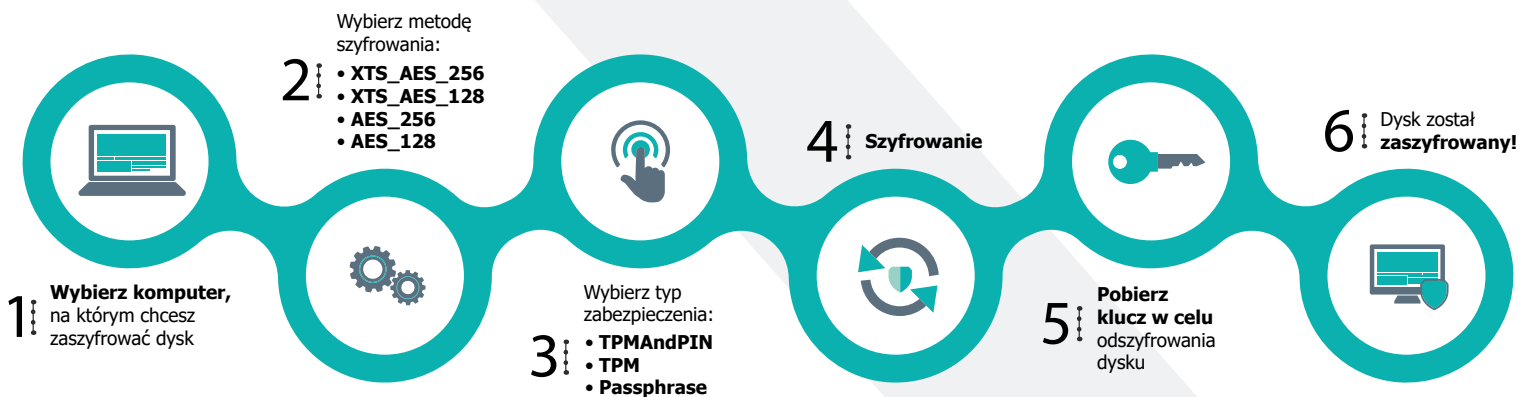 1
Wybierz komputer,
na którym chcesz
zaszyfrować dysk
2
Wybierz metodę
szyfrowania:
• XTS_AES_256
• XTS_AES_128
• AES_256
• AES_128
3
Wybierz typ
zabezpieczenia:
• TPMAndPIN
• TPM
• Passphrase
4
Szyfrowanie
5
Pobierz
klucz w celu
odszyfrowania
dysku
6
Dysk został
zaszyfrowany!